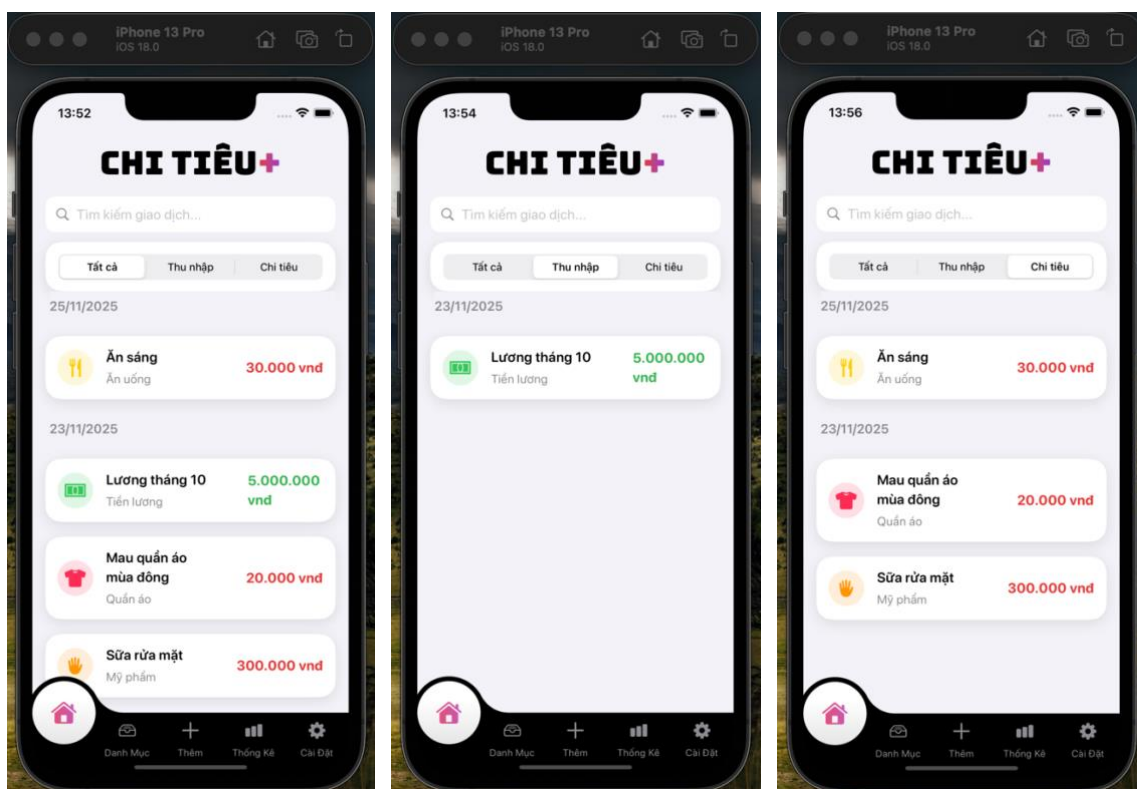 iPhone 13 Pro
iOS 18.0
13:52
CHI TIÊU+
Tìm kiếm giao dịch...
Tất cả Thu nhập Chi tiêu
25/11/2025
Ăn sáng
Ăn uống
30.000 vnd
23/11/2025
Lương tháng 10
Tiền lương
5.000.000
vnd
Mau quần áo
mùa đông
Quần áo
20.000 vnd
Sữa rửa mặt
Mỹ phẩm
300.000 vnd
Danh Mục Thêm Thống Kê Cài Đặt
iPhone 13 Pro
iOS 18.0
13:54
CHI TIÊU+
Tìm kiếm giao dịch...
Tất cả Thu nhập Chi tiêu
23/11/2025
Lương tháng 10
Tiền lương
5.000.000
vnd
Danh Mục Thêm Thống Kê Cài Đặt
iPhone 13 Pro
iOS 18.0
13:56
CHI TIÊU+
Tìm kiếm giao dịch...
Tất cả Thu nhập Chi tiêu
25/11/2025
Ăn sáng
Ăn uống
30.000 vnd
23/11/2025
Mau quần áo
mùa đông
Quần áo
20.000 vnd
Sữa rửa mặt
Mỹ phẩm
300.000 vnd
Danh Mục Thêm Thống Kê Cài Đặt